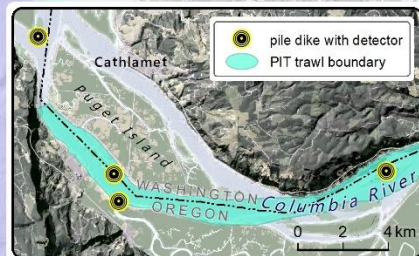 pile dike with detector
PIT trawl boundary
Cathlamet
Puget Island
WASHINGTON
OREGON
Columbia River
0 2 4 km